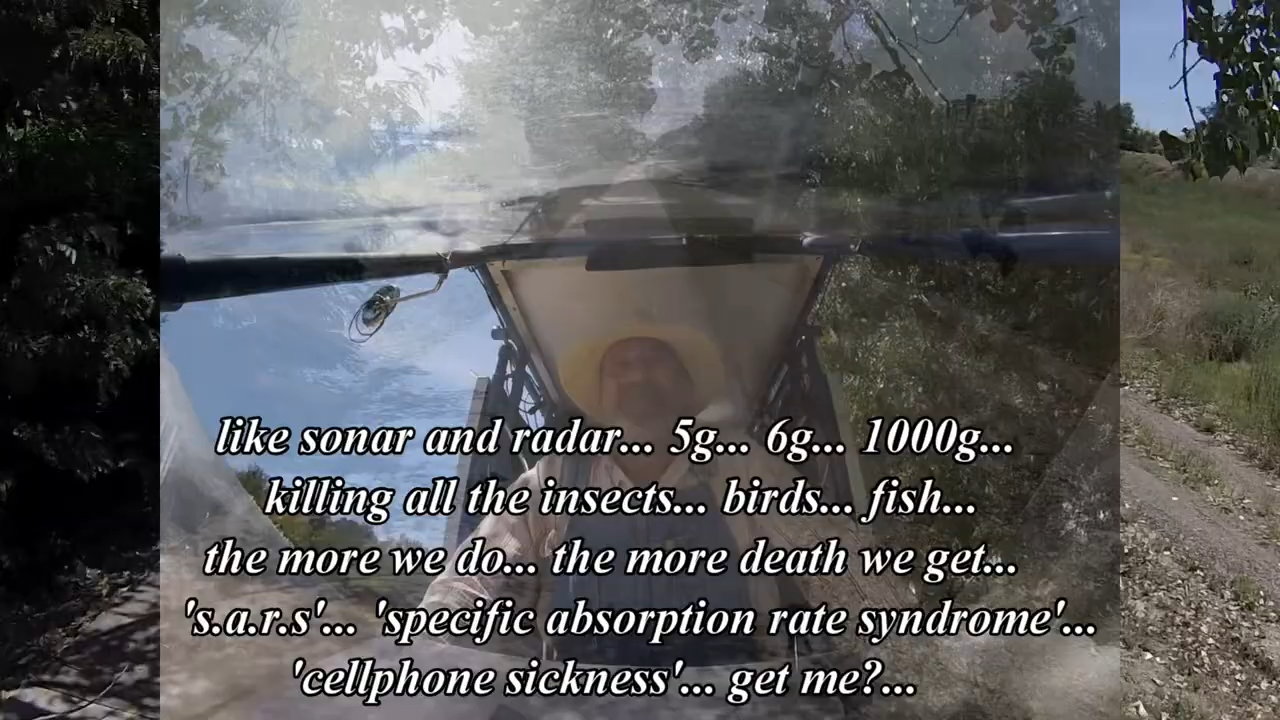 like sonar and radar... 5g... 6g... 1000g...
killing all the insects... birds... fish...
the more we do... the more death we get...
's.a.r.s'... 'specific absorption rate syndrome'...
'cellphone sickness'... get me?...